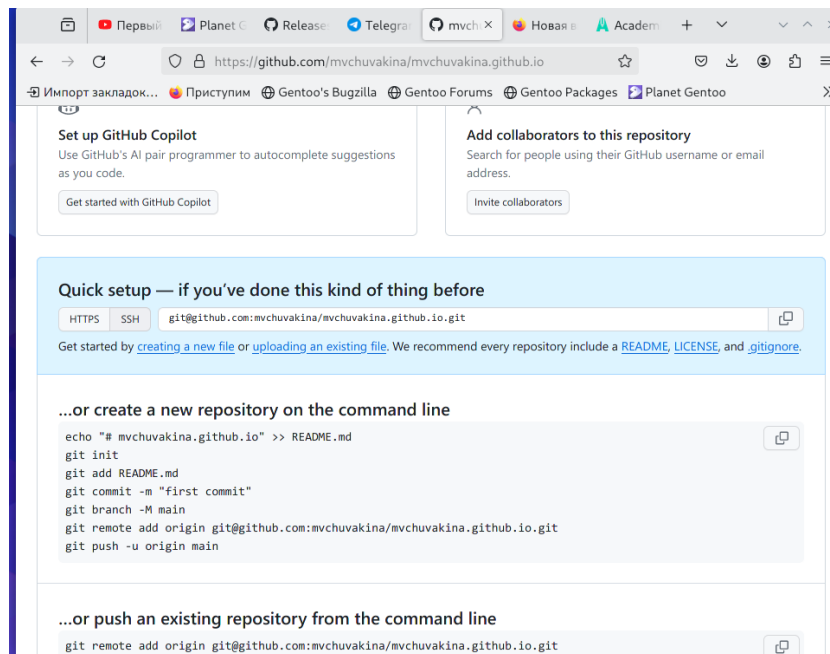 Первый
Planet G
Release
Telegra
mvch
Новая в
Academ
https://github.com/mvchuvakina/mvchuvakina.github.io
Импорт закладок... Приступим Gentoo's Bugzilla Gentoo Forums Gentoo Packages Planet Gentoo
Set up GitHub Copilot
Use GitHub's AI pair programmer to autocomplete suggestions
as you code.
Get started with GitHub Copilot
Add collaborators to this repository
Search for people using their GitHub username or email
address.
Invite collaborators
Quick setup — if you've done this kind of thing before
HTTPS SSH git@github.com:mvchuvakina/mvchuvakina.github.io.git
Get started by creating a new file or uploading an existing file. We recommend every repository include a README, LICENSE, and .gitignore.
...or create a new repository on the command line
echo "# mvchuvakina.github.io" >> README.md
git init
git add README.md
git commit -m "first commit"
git branch -M main
git remote add origin git@github.com:mvchuvakina/mvchuvakina.github.io.git
git push -u origin main
...or push an existing repository from the command line
git remote add origin git@github.com:mvchuvakina/mvchuvakina.github.io.git